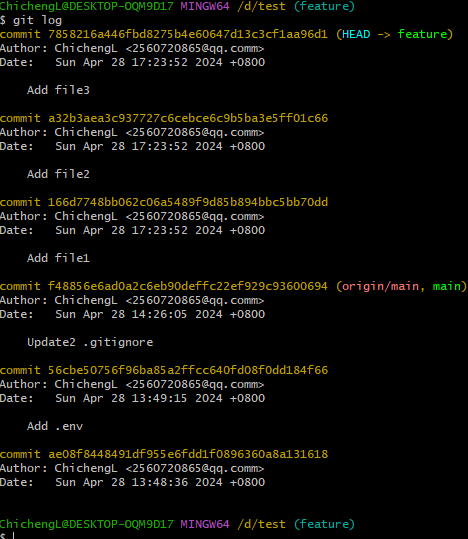 ChichengL@DESKTOP-OQM9D17 MINGW64 /d/test (feature)
$ git log
commit 7858216a446fbd8275b4e60647d13c3cf1aa96d1 (HEAD -> feature)
Author: ChichengL <2560720865@qq.comm>
Date:   Sun Apr 28 17:23:52 2024 +0800
    Add file3
commit a32b3aea3c937727c6cebce6c9b5ba3e5ff01c66
Author: ChichengL <2560720865@qq.comm>
Date:   Sun Apr 28 17:23:52 2024 +0800
    Add file2
commit 166d7748bb062c06a5489f9d85b894bbc5bb70dd
Author: ChichengL <2560720865@qq.comm>
Date:   Sun Apr 28 17:23:52 2024 +0800
    Add file1
commit f48856e6ad0a2c6eb90deffc22ef929c93600694 (origin/main, main)
Author: ChichengL <2560720865@qq.comm>
Date:   Sun Apr 28 14:26:05 2024 +0800
    Update2 .gitignore
commit 56cbe50756f96ba85a2ffcc640fd08f0dd184f66
Author: ChichengL <2560720865@qq.comm>
Date:   Sun Apr 28 13:49:15 2024 +0800
    Add .env
commit ae08f8448491df955e6fdd1f0896360a8a131618
Author: ChichengL <2560720865@qq.comm>
Date:   Sun Apr 28 13:48:36 2024 +0800
ChichengL@DESKTOP-OQM9D17 MINGW64 /d/test (feature)
$